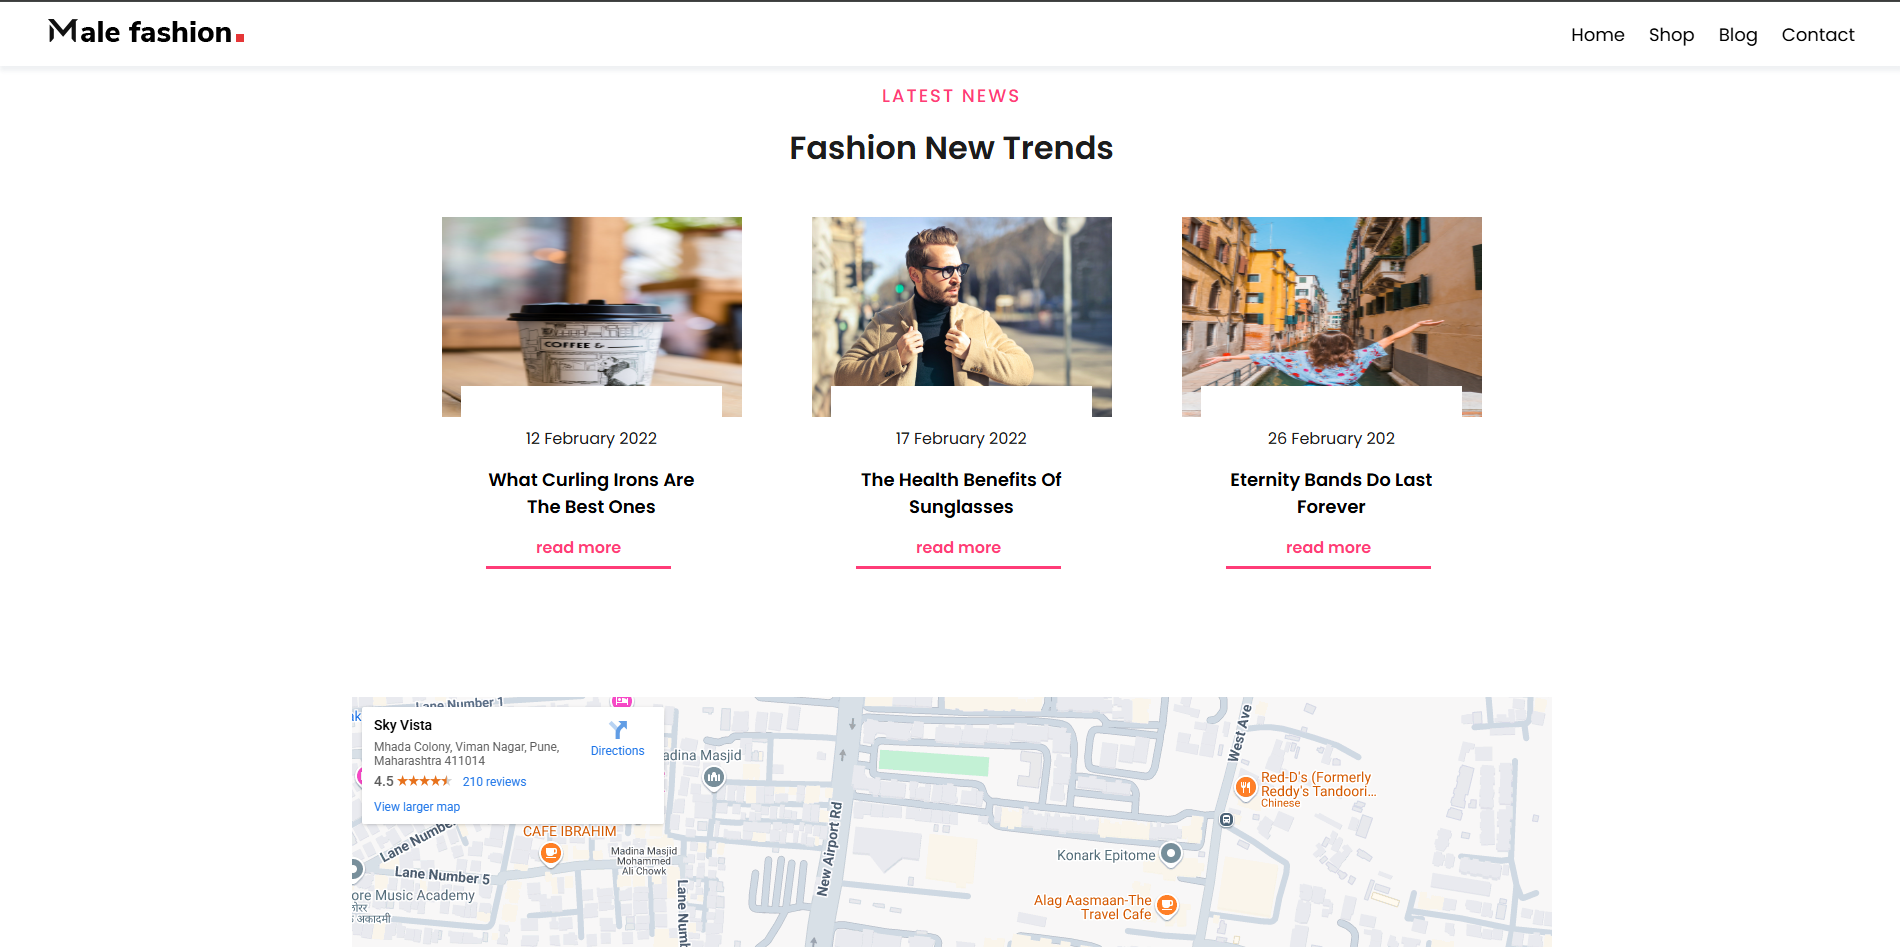 Male fashion.
Home Shop Blog Contact
LATEST NEWS
Fashion New Trends
COFFEE &
12 February 2022
What Curling Irons Are
The Best Ones
read more
17 February 2022
The Health Benefits Of
Sunglasses
read more
26 February 202
Eternity Bands Do Last
Forever
read more
Lane Number 1
Sky Vista
Mhada Colony, Viman Nagar, Pune,
Maharashtra 411014
4.5
210 reviews
View larger map
Directions
adina Masjid
West Ave
Red-D's (Formerly
Reddy's Tandoori...
Chinese
New Airport Rd
Lane Number
CAFE IBRAHIM
Madina Masjid
Mohammed
Ali Chowk
Konark Epitome
Lane Number 5
ore Music Academy
अकादमी
Lane Num
Alag Aasmaan-The
Travel Cafe